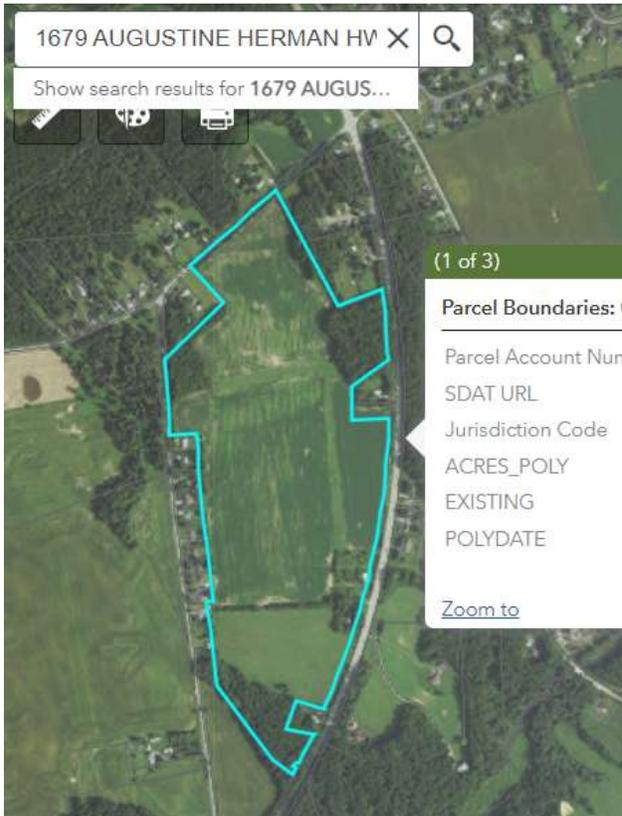 1679 AUGUSTINE HERMAN HW
Show search results for 1679 AUGUS...
(1 of 3)
Parcel Boundaries:
Parcel Account Num
SDAT URL
Jurisdiction Code
ACRES_POLY
EXISTING
POLYDATE
Zoom to